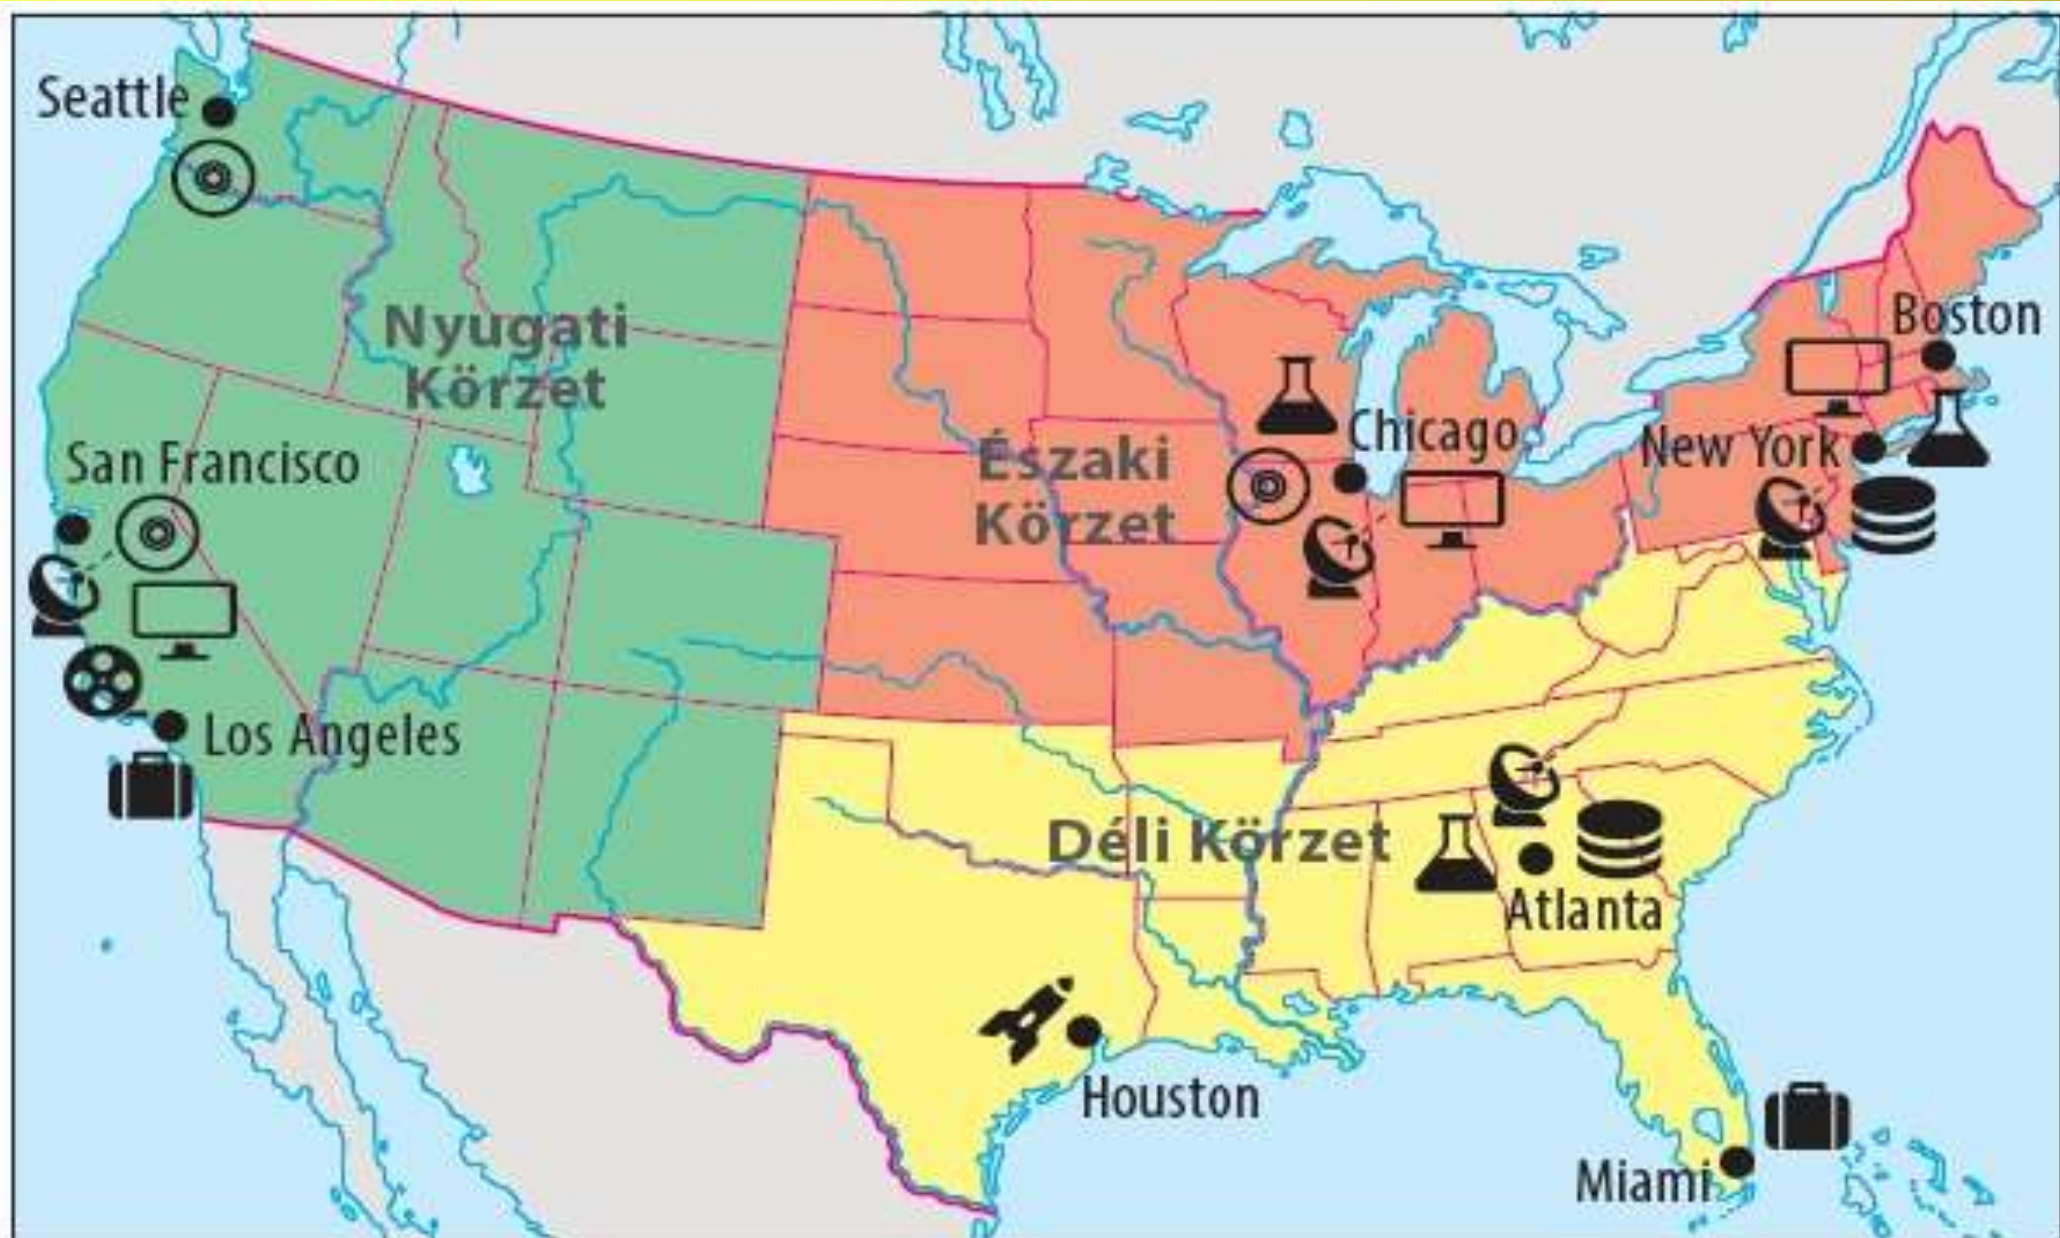 Seattle
Boston
Nyugati
Körzet
Chicago
New York
San Francisco
Északi
Körzet
Los Angeles
Déli Körzet
Atlanta
Houston
Miami